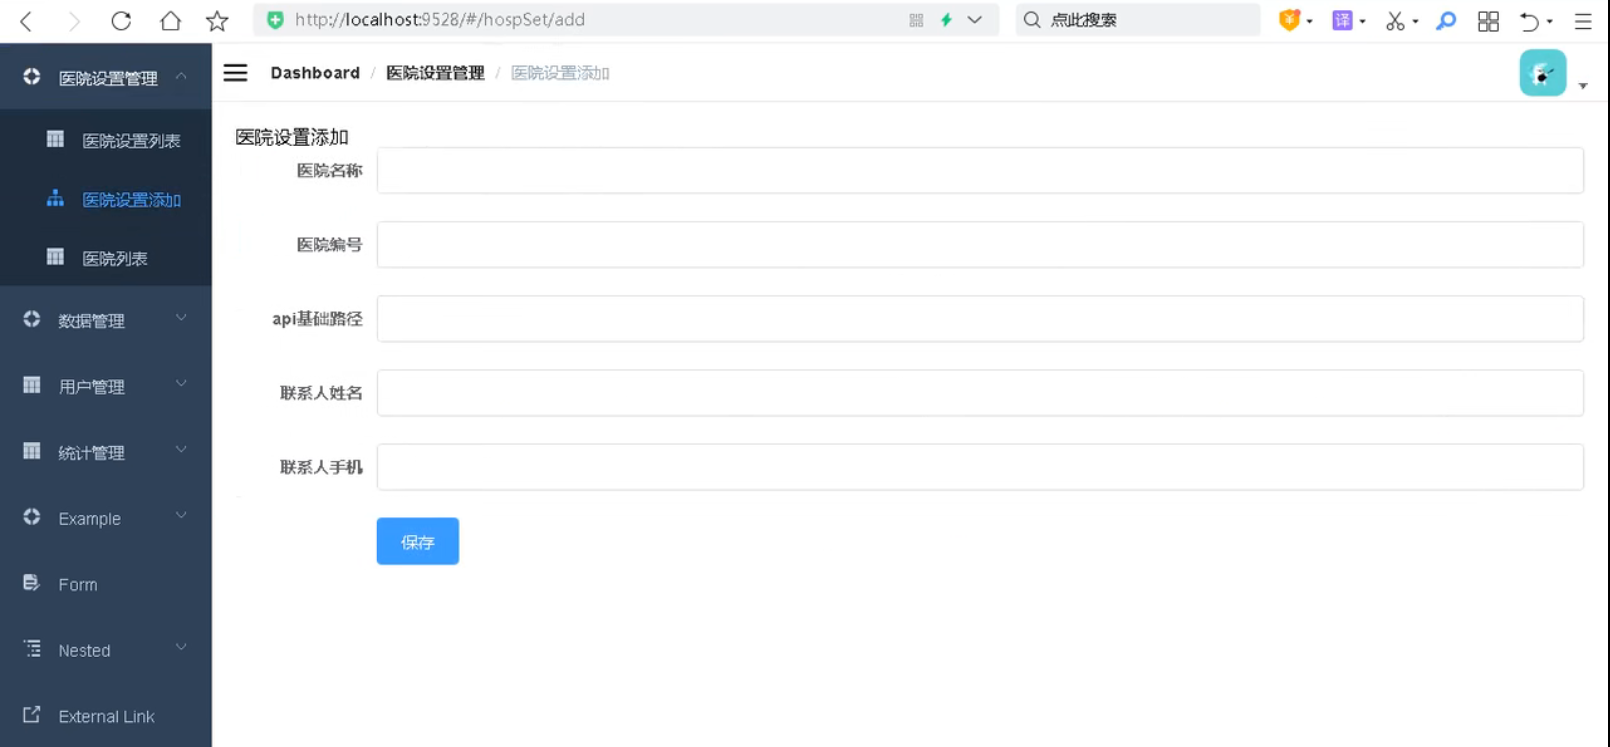 http://localhost:9528/#/hospSet/add
点此搜索
译
医院设置管理
Dashboard / 医院设置管理 / 医院设置添加
医院设置列表
医院设置添加
医院列表
数据管理
用户管理
统计管理
Example
Form
Nested
External Link
医院设置添加
医院名称
医院编号
api基础路径
联系人姓名
联系人手机
保存